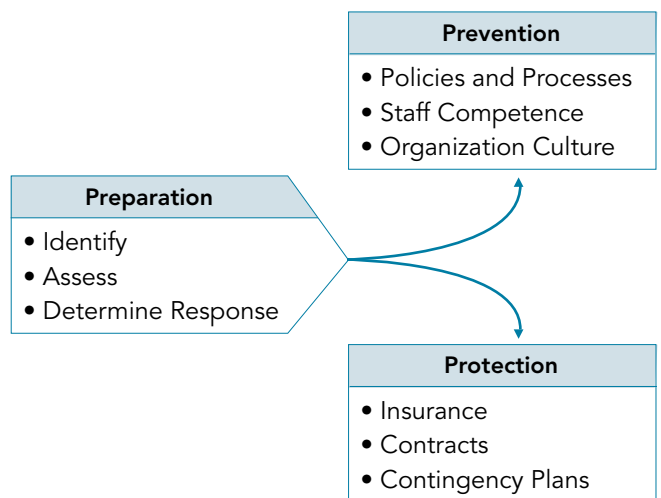 Prevention
• Policies and Processes
• Staff Competence
• Organization Culture
Preparation
• Identify
• Assess
• Determine Response
Protection
• Insurance
• Contracts
• Contingency Plans